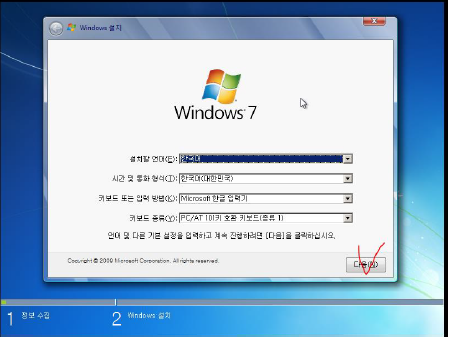 Windows 설치
Windows 7
설치할 언어(E): 한국어
시간 및 통화 형식(T): 한국어(대한민국)
키보드 또는 입력 방법(K): Microsoft 한글 입력기
키보드 종류(Y): PC/AT 101키 호환 키보드(종류 1)
언어 및 다른 기본 설정을 입력하고 계속 진행하려면 [다음]을 클릭하십시오.
Copyright © 2009 Microsoft Corporation. All rights reserved.
다음(N)
1 정보 수집
2 Windows 설치